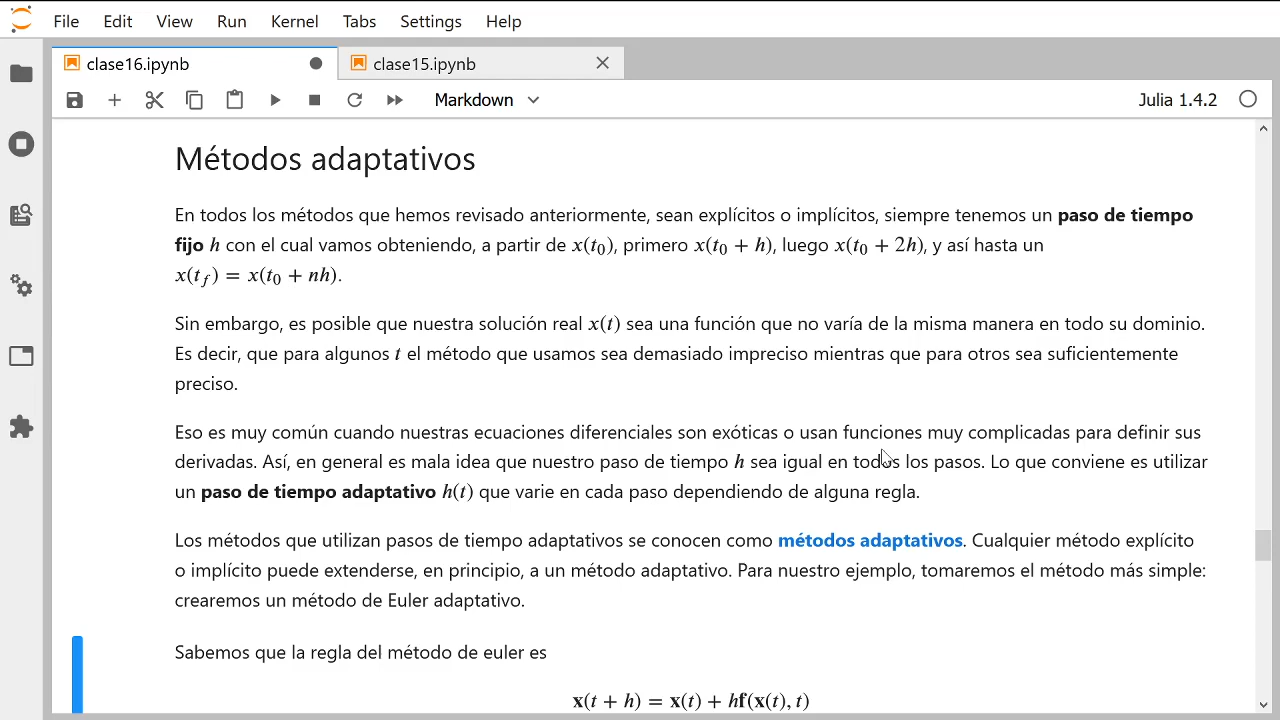 File Edit View Run Kernel Tabs Settings Help
clase16.ipynb clase15.ipynb
Markdown Julia 1.4.2
Métodos adaptativos
En todos los métodos que hemos revisado anteriormente, sean explícitos o implícitos, siempre tenemos un paso de tiempo
fijo h con el cual vamos obteniendo, a partir de x(t₀), primero x(t₀ + h), luego x(t₀ + 2h), y así hasta un
x(t_f) = x(t₀ + nh).
Sin embargo, es posible que nuestra solución real x(t) sea una función que no varía de la misma manera en todo su dominio.
Es decir, que para algunos t el método que usamos sea demasiado impreciso mientras que para otros sea suficientemente
preciso.
Eso es muy común cuando nuestras ecuaciones diferenciales son exóticas o usan funciones muy complicadas para definir sus
derivadas. Así, en general es mala idea que nuestro paso de tiempo h sea igual en todos los pasos. Lo que conviene es utilizar
un paso de tiempo adaptativo h(t) que varie en cada paso dependiendo de alguna regla.
Los métodos que utilizan pasos de tiempo adaptativos se conocen como métodos adaptativos. Cualquier método explícito
o implícito puede extenderse, en principio, a un método adaptativo. Para nuestro ejemplo, tomaremos el método más simple:
crearemos un método de Euler adaptativo.
Sabemos que la regla del método de euler es
x(t + h) = x(t) + hf(x(t), t)